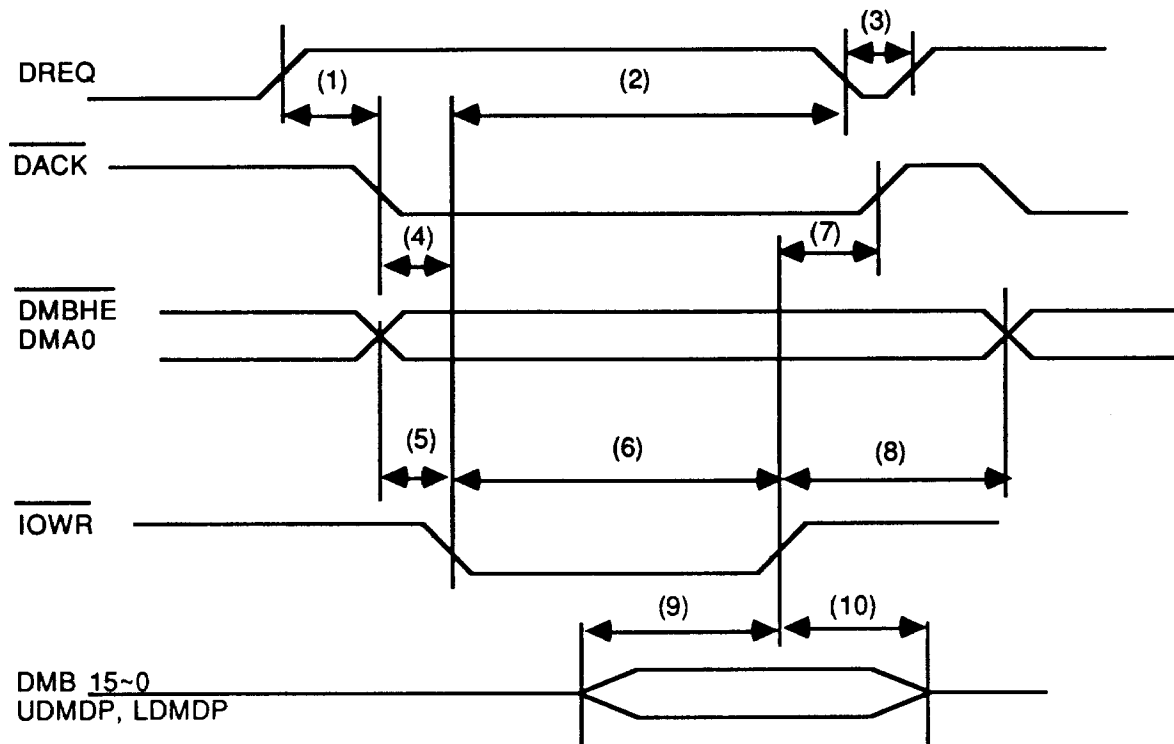 (3)
DREQ
(1)
(2)
DACK
(4)
(7)
DMBHE
DMA0
(5)
(6)
(8)
IOWR
(9)
(10)
DMB 15~0
UDMDP, LDMDP